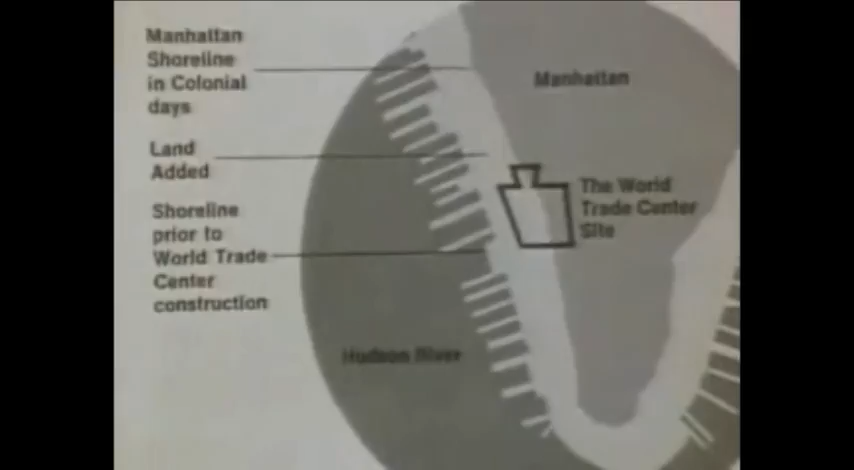 Manhattan
Shoreline
in Colonial
days
Manhattan
Land
Added
The World
Trade Center
Site
Shoreline
prior to
World Trade
Center
construction
Hudson River